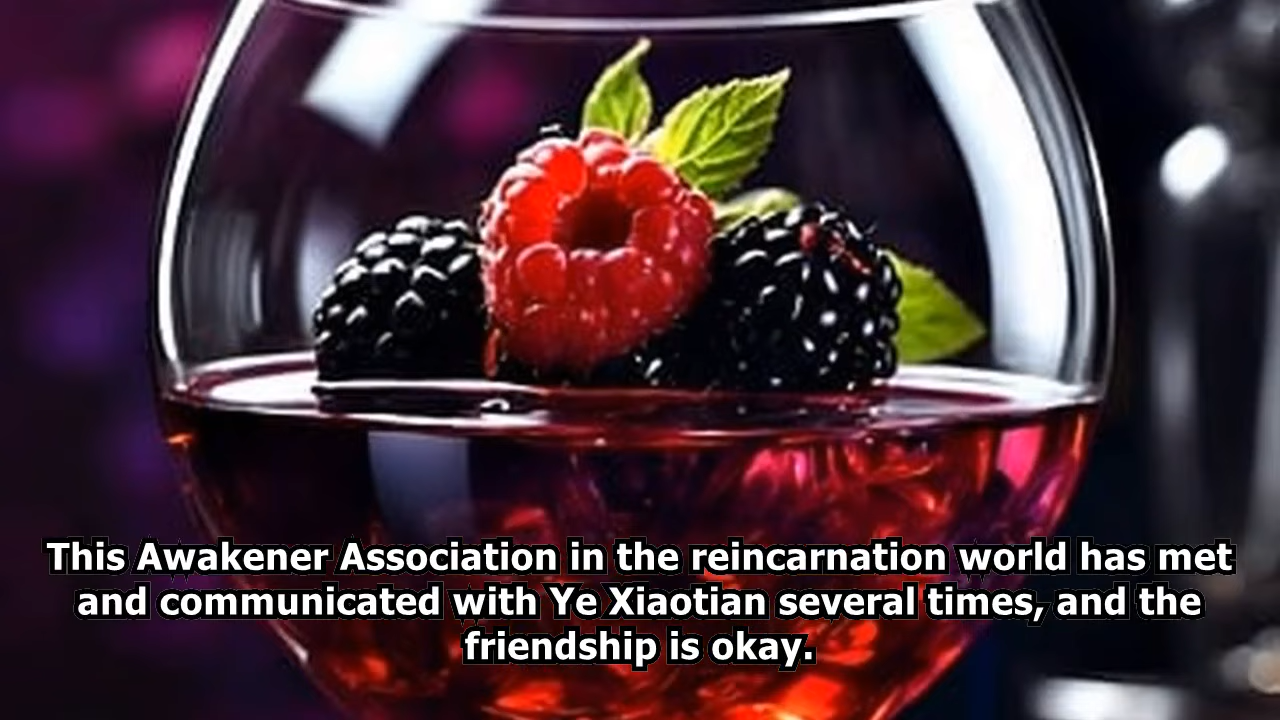 This Awakener Association in the reincarnation world has met
and communicated with Ye Xiaotian several times, and the
friendship is okay.